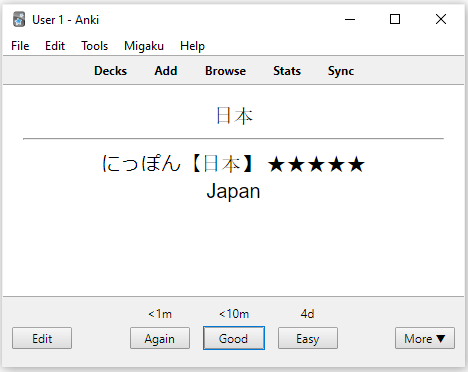 User 1 - Anki
File Edit Tools Migaku Help
Decks Add Browse Stats Sync
日本
にっぽん【日本】 ★★★★★
Japan
<1m <10m 4d
Edit Again Good Easy More ▼